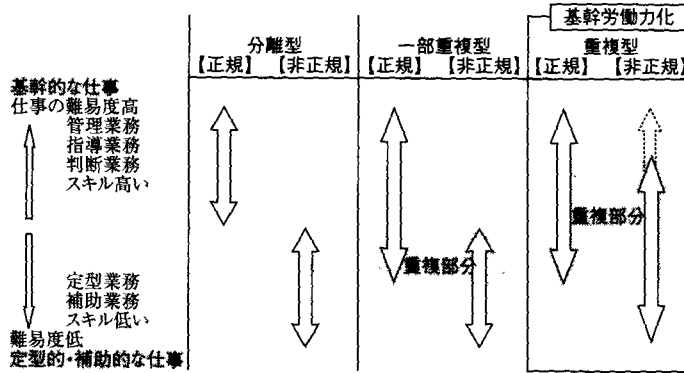 基幹労働力化
分離型
一部重複型
重複型
【正規】
【非正規】
【正規】
【非正規】
【正規】
【非正規】
基幹的な仕事
仕事の難易度高
管理業務
指導業務
判断業務
スキル高い
重複部分
重複部分
定型業務
補助業務
スキル低い
難易度低
定型的・補助的な仕事